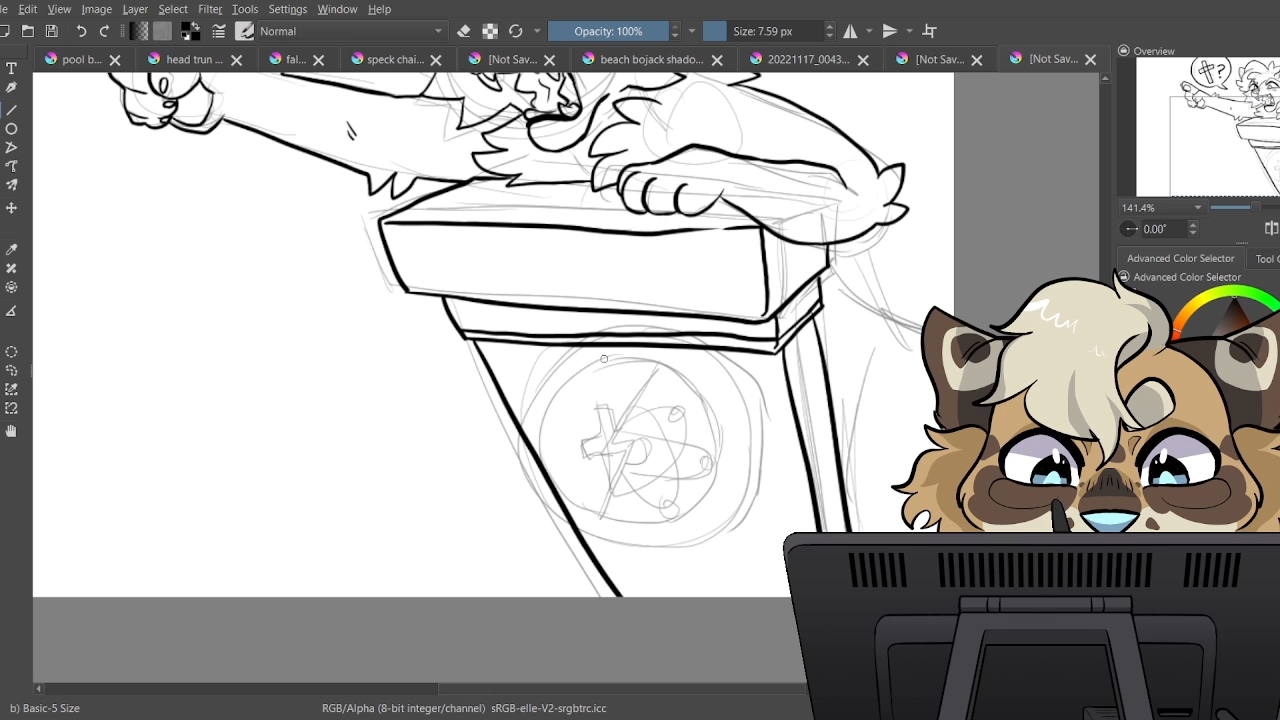 Edit View Image Layer Select Filter Tools Settings Window Help
Normal Opacity: 100% Size: 7.59 px
pool b... head trun ... fal... speck chai... [Not Sav... beach bojack shado... 20221117_0043... [Not Sav... [Not Sav...
Overview
?
141.4%
0.00°
Advanced Color Selector Tool
Advanced Color Selector
b) Basic-5 Size RGB/Alpha (8-bit integer/channel) sRGB-elle-V2-srgbtrc.icc